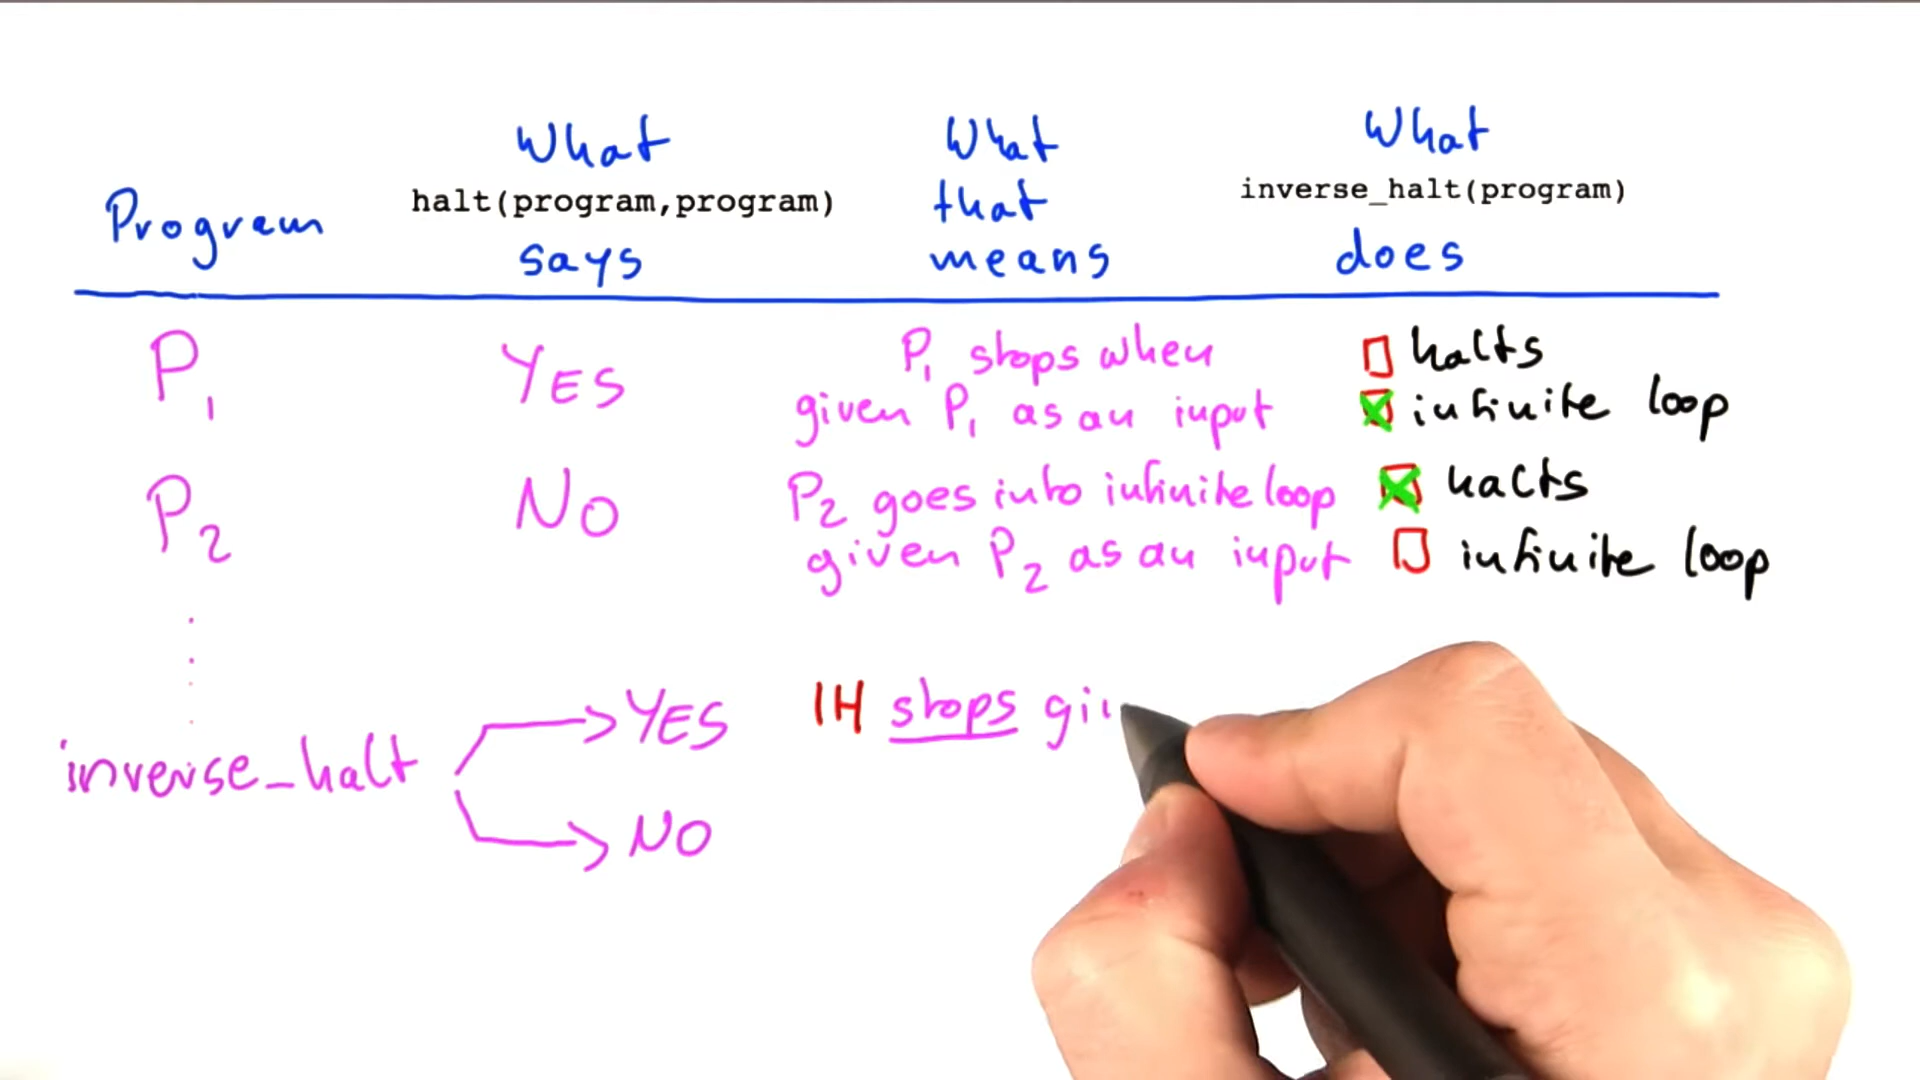 Program
What
halt(program,program)
says
What
that
means
What
inverse_halt(program)
does
P1
YES
P1 stops when
given P1 as an input
halts
infinite loop
P2
NO
P2 goes into infinite loop
given P2 as an input
halts
infinite loop
inverse_halt
YES
NO
IH stops gi